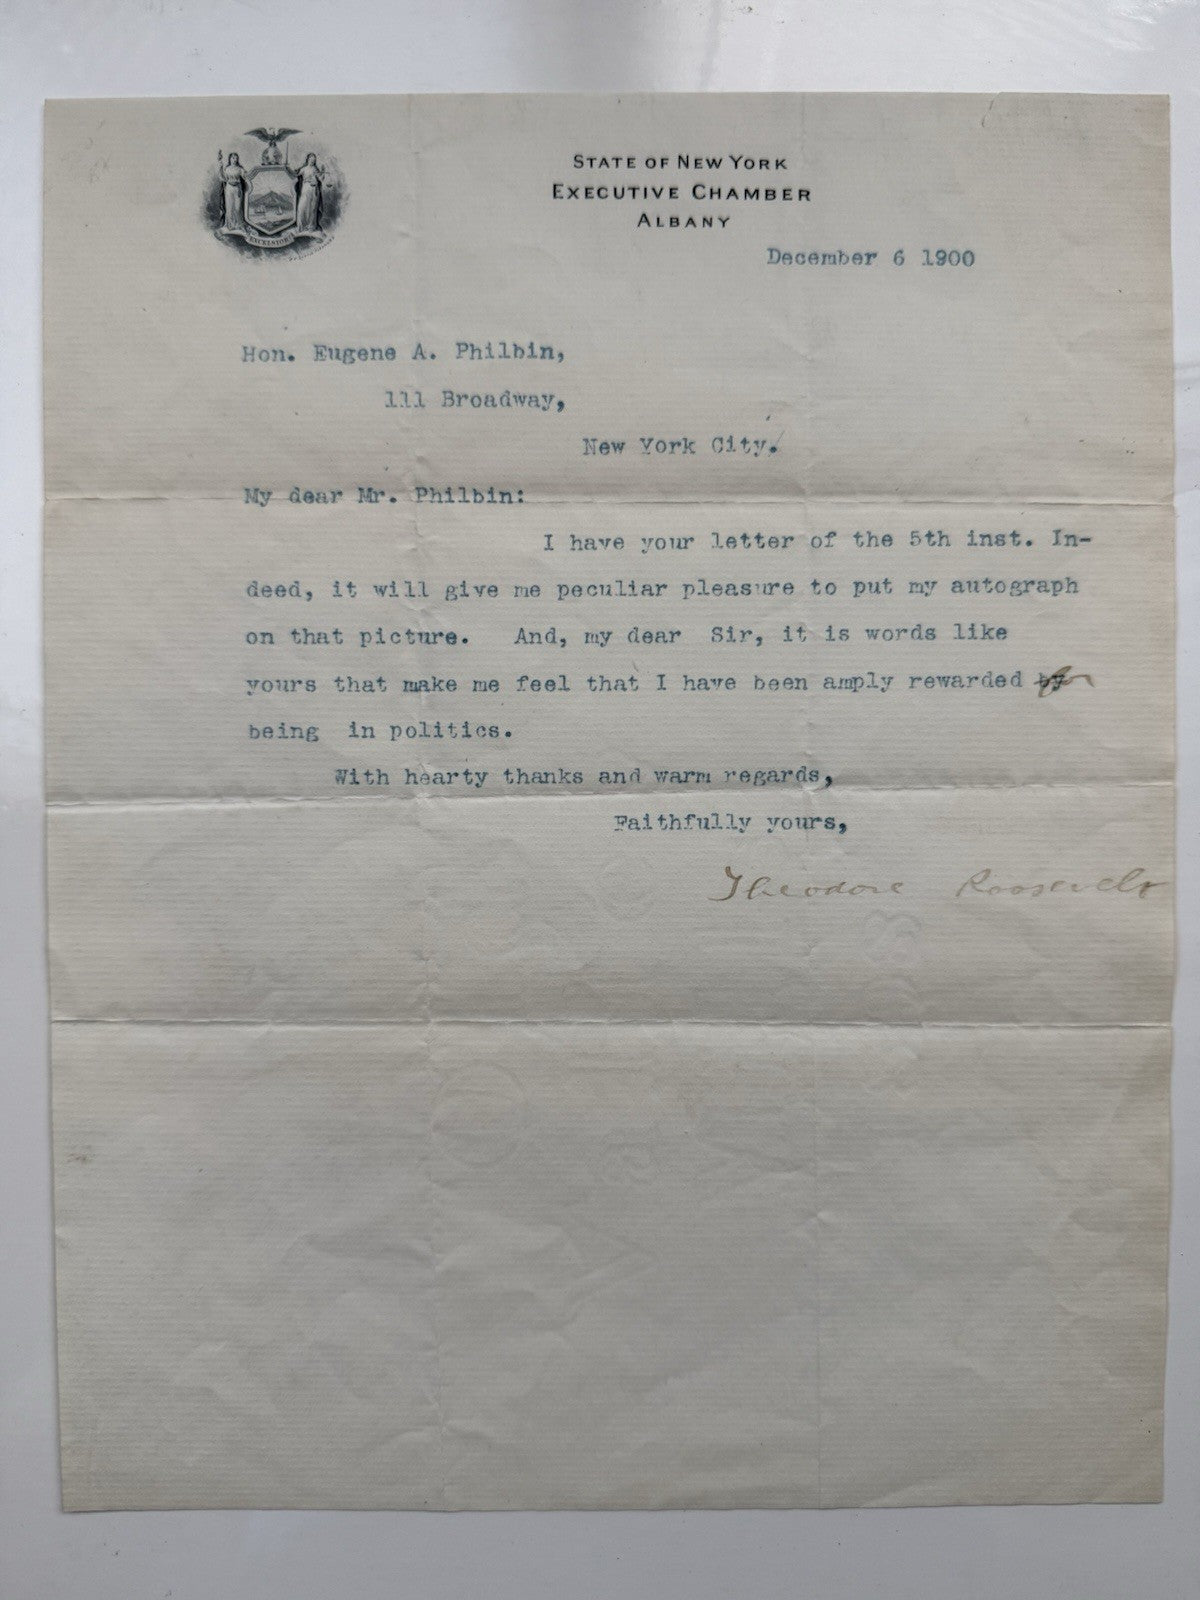 EXCELSIOR
STATE OF NEW YORK
EXECUTIVE CHAMBER
ALBANY
December 6 1900
Hon. Eugene A. Philbin,
111 Broadway,
New York City.
My dear Mr. Philbin:
I have your letter of the 5th inst. In-
deed, it will give me peculiar pleasure to put my autograph
on that picture. And, my dear Sir, it is words like
yours that make me feel that I have been amply rewarded for
being in politics.
With hearty thanks and warm regards,
Faithfully yours,
Theodore Roosevelt